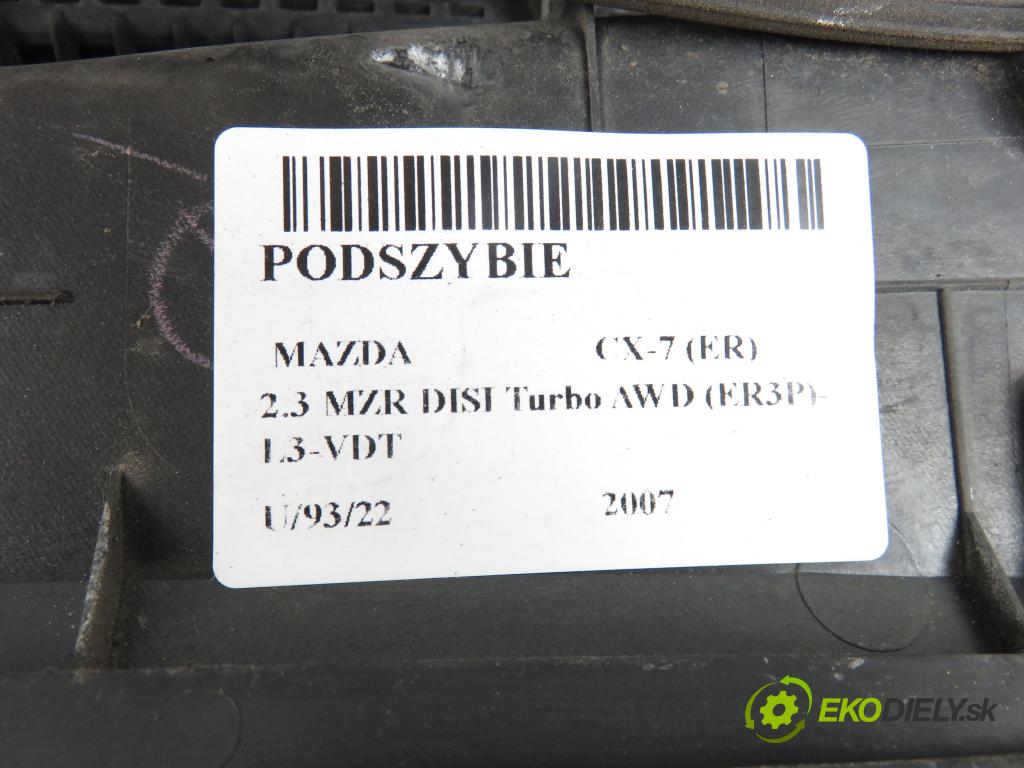 PODSZYBIE
MAZDA CX-7 (ER)
2.3 MZR DISI Turbo AWD (ER3P)-
L3-VDT
U/93/22 2007
EKODIELY.sk